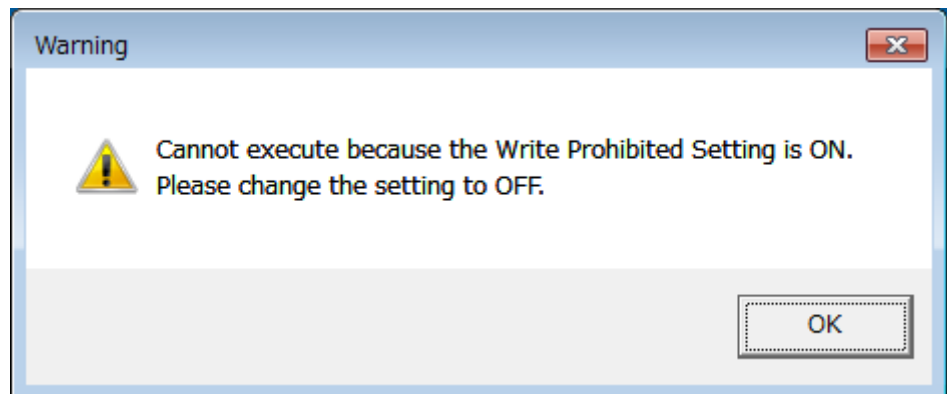 Warning
Cannot execute because the Write Prohibited Setting is ON.
Please change the setting to OFF.
OK